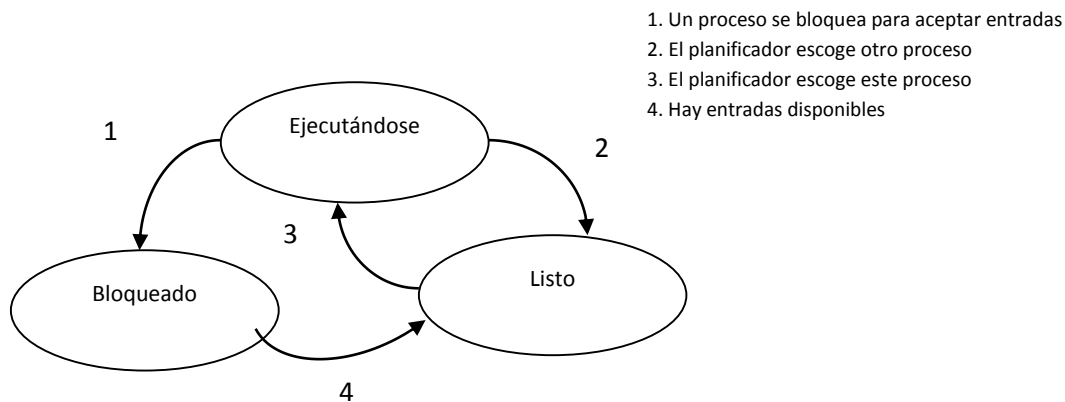 1. Un proceso se bloquea para aceptar entradas
2. El planificador escoge otro proceso
3. El planificador escoge este proceso
4. Hay entradas disponibles
Ejecutándose
1
2
3
Bloqueado
Listo
4